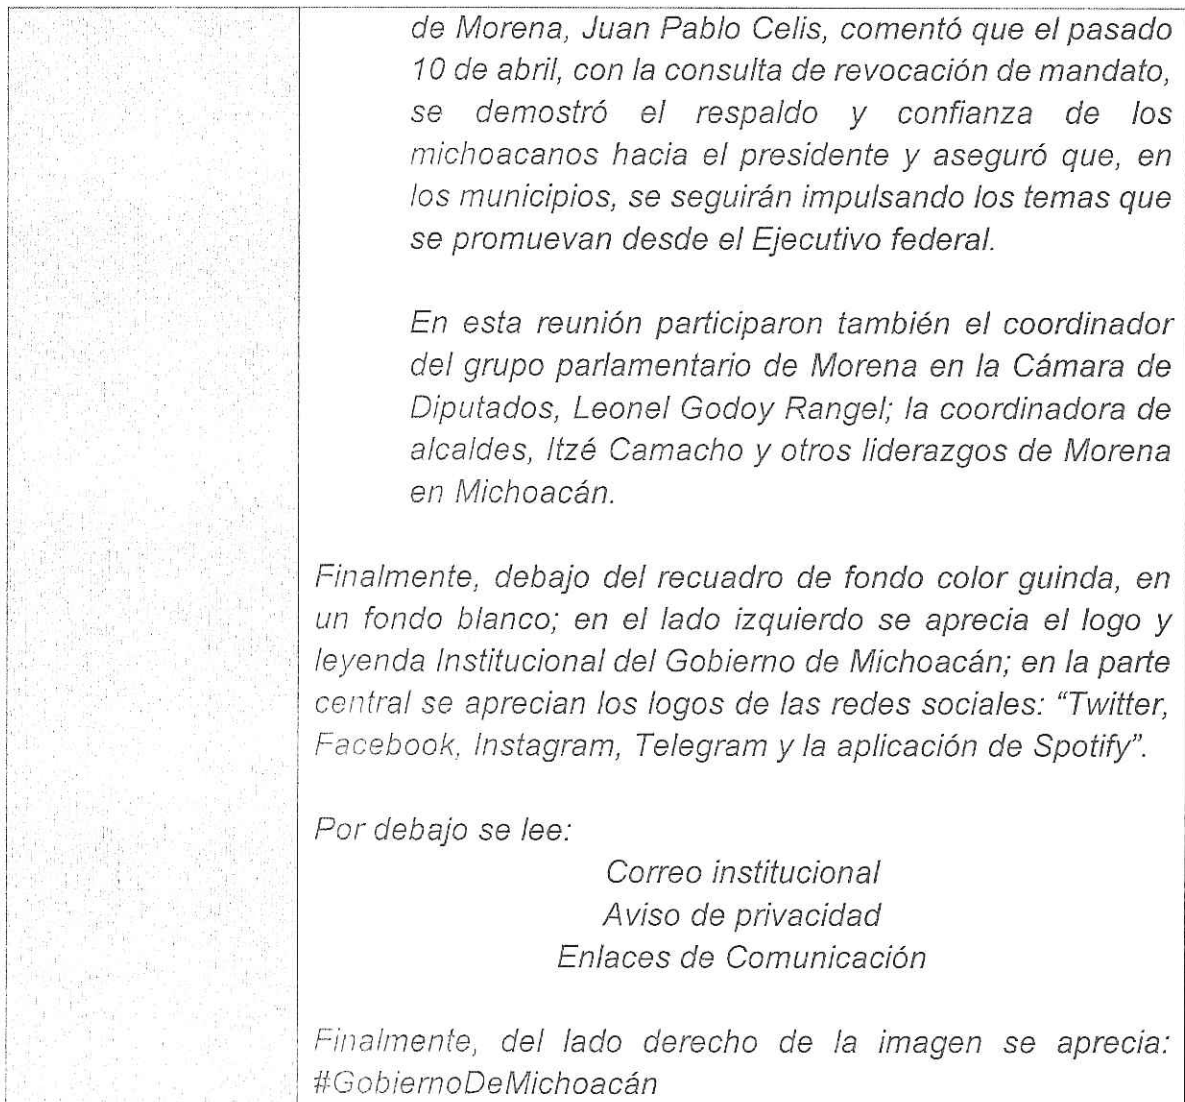 de Morena, Juan Pablo Celis, comentó que el pasado
10 de abril, con la consulta de revocación de mandato,
se demostró el respaldo y confianza de los
michoacanos hacia el presidente y aseguró que, en
los municipios, se seguirán impulsando los temas que
se promuevan desde el Ejecutivo federal.
En esta reunión participaron también el coordinador
del grupo parlamentario de Morena en la Cámara de
Diputados, Leonel Godoy Rangel; la coordinadora de
alcaldes, Itzé Camacho y otros liderazgos de Morena
en Michoacán.
Finalmente, debajo del recuadro de fondo color guinda, en
un fondo blanco; en el lado izquierdo se aprecia el logo y
leyenda Institucional del Gobierno de Michoacán; en la parte
central se aprecian los logos de las redes sociales: “Twitter,
Facebook, Instagram, Telegram y la aplicación de Spotify”.
Por debajo se lee:
Correo institucional
Aviso de privacidad
Enlaces de Comunicación
Finalmente, del lado derecho de la imagen se aprecia:
#GobiernoDeMichoacán